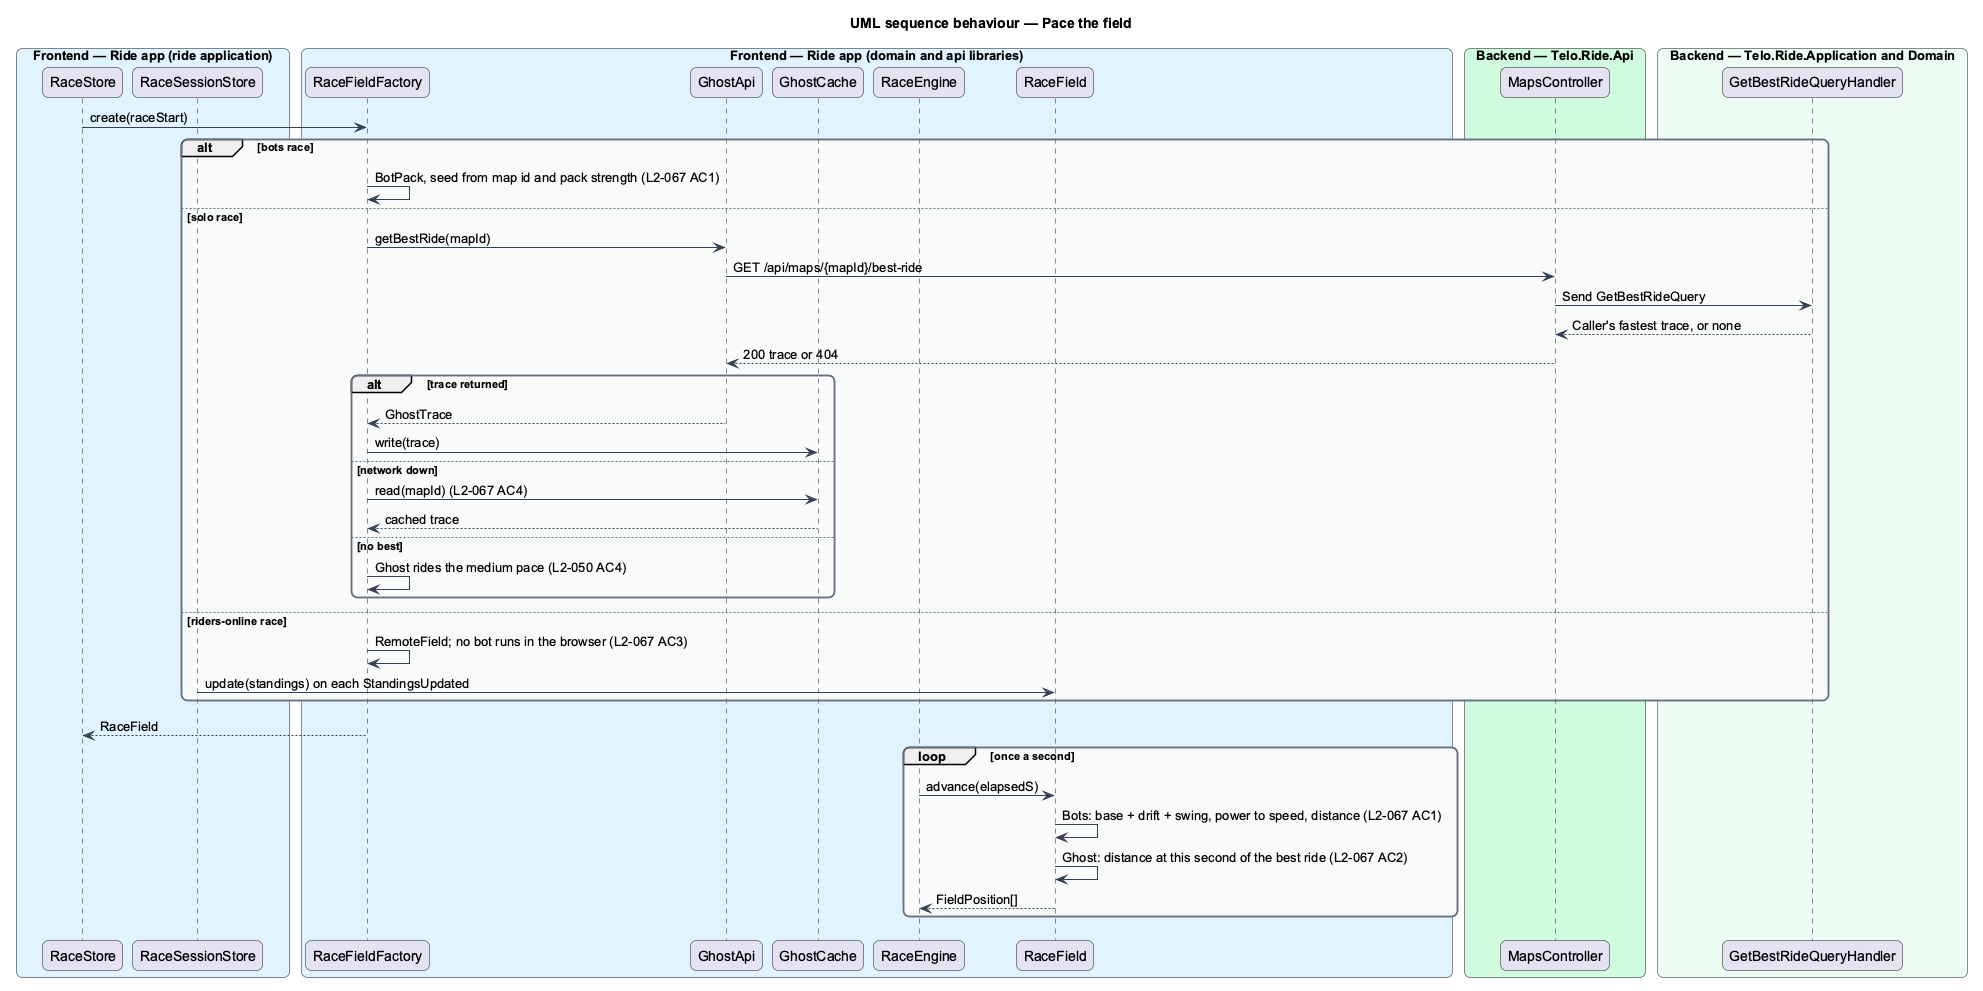 UML sequence behaviour — Pace the field
Frontend — Ride app (ride application)
Frontend — Ride app (domain and api libraries)
Backend — Telo.Ride.Api
Backend — Telo.Ride.Application and Domain
RaceStore
RaceSessionStore
RaceFieldFactory
GhostApi
GhostCache
RaceEngine
RaceField
MapsController
GetBestRideQueryHandler
create(raceStart)
alt
[bots race]
BotPack, seed from map id and pack strength (L2-067 AC1)
[solo race]
getBestRide(mapId)
GET /api/maps/{mapId}/best-ride
Send GetBestRideQuery
Caller's fastest trace, or none
200 trace or 404
alt
[trace returned]
GhostTrace
write(trace)
[network down]
read(mapId) (L2-067 AC4)
cached trace
[no best]
Ghost rides the medium pace (L2-050 AC4)
[riders-online race]
RemoteField; no bot runs in the browser (L2-067 AC3)
update(standings) on each StandingsUpdated
RaceField
loop
[once a second]
advance(elapsedS)
Bots: base + drift + swing, power to speed, distance (L2-067 AC1)
Ghost: distance at this second of the best ride (L2-067 AC2)
FieldPosition[]
RaceStore
RaceSessionStore
RaceFieldFactory
GhostApi
GhostCache
RaceEngine
RaceField
MapsController
GetBestRideQueryHandler